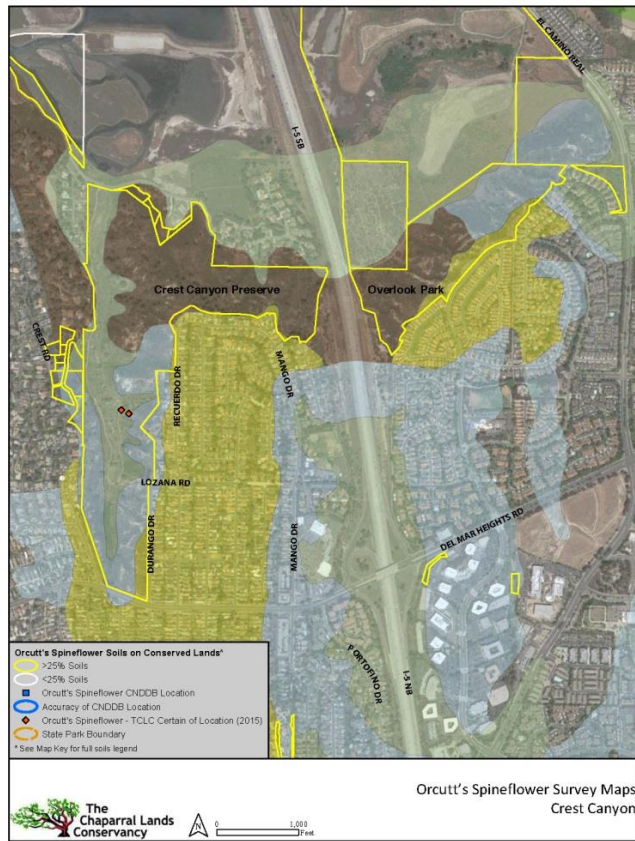 EL CAMINO REAL
I-5 SB
Crest Canyon Preserve
Overlook Park
CREST RD
RECUERDO DR
MANGO DR
LOZANA RD
DURANGO DR
MANGO DR
DEL MAR HEIGHTS RD
PORTOFINO DR
I-5 NB
Orcutt's Spineflower Soils on Conserved Lands*
>25% Soils
<25% Soils
Orcutt's Spineflower CNDDB Location
Accuracy of CNDDB Location
Orcutt's Spineflower - TCLC Certain of Location (2015)
State Park Boundary
* See Map Key for full soils legend
Orcutt's Spineflower Survey Maps
Crest Canyon
The
Chaparral Lands
Conservancy
N
0 1,000
Feet